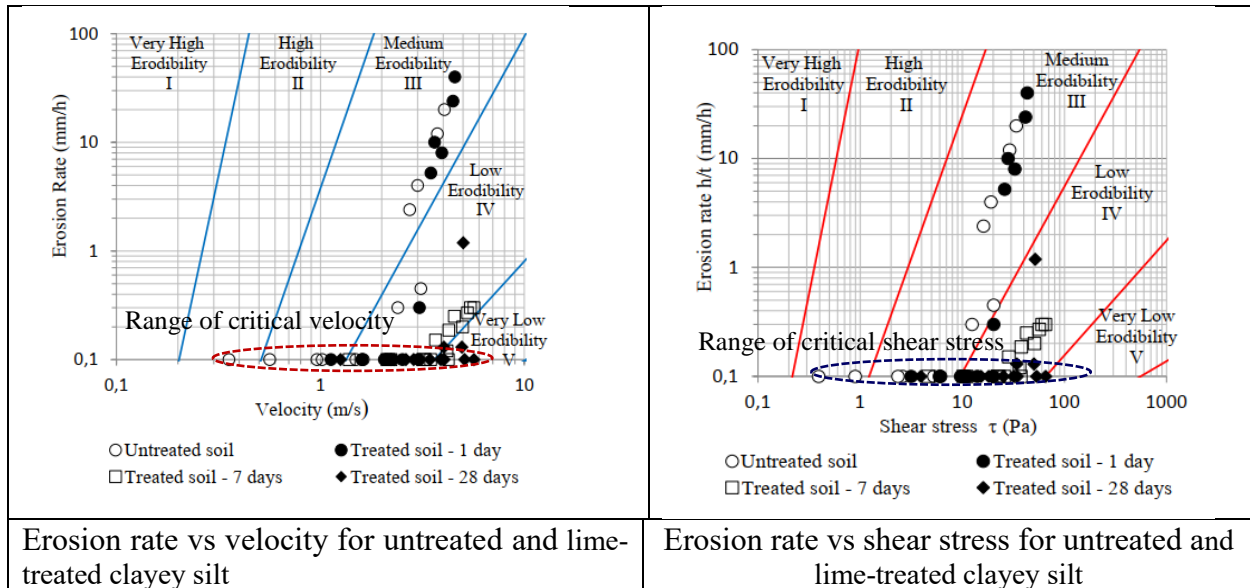 100
10
1
0,1
Erosion Rate (mm/h)
Very High
Erodibility
I
High
Erodibility
II
Medium
Erodibility
III
Low
Erodibility
IV
Very Low
Erodibility
V
Range of critical velocity
0,1
1
10
Velocity (m/s)
Untreated soil
Treated soil - 1 day
Treated soil - 7 days
Treated soil - 28 days
100
10
1
0,1
Erosion rate h/t (mm/h)
Very High
Erodibility
I
High
Erodibility
II
Medium
Erodibility
III
Low
Erodibility
IV
Very Low
Erodibility
V
Range of critical shear stress
0,1
1
10
100
1000
Shear stress τ (Pa)
Untreated soil
Treated soil - 1 day
Treated soil - 7 days
Treated soil - 28 days
Erosion rate vs velocity for untreated and lime-
treated clayey silt
Erosion rate vs shear stress for untreated and
lime-treated clayey silt